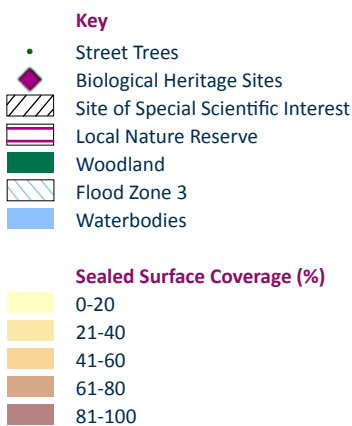 Key
Street Trees
Biological Heritage Sites
Site of Special Scientific Interest
Local Nature Reserve
Woodland
Flood Zone 3
Waterbodies
Sealed Surface Coverage (%)
0-20
21-40
41-60
61-80
81-100